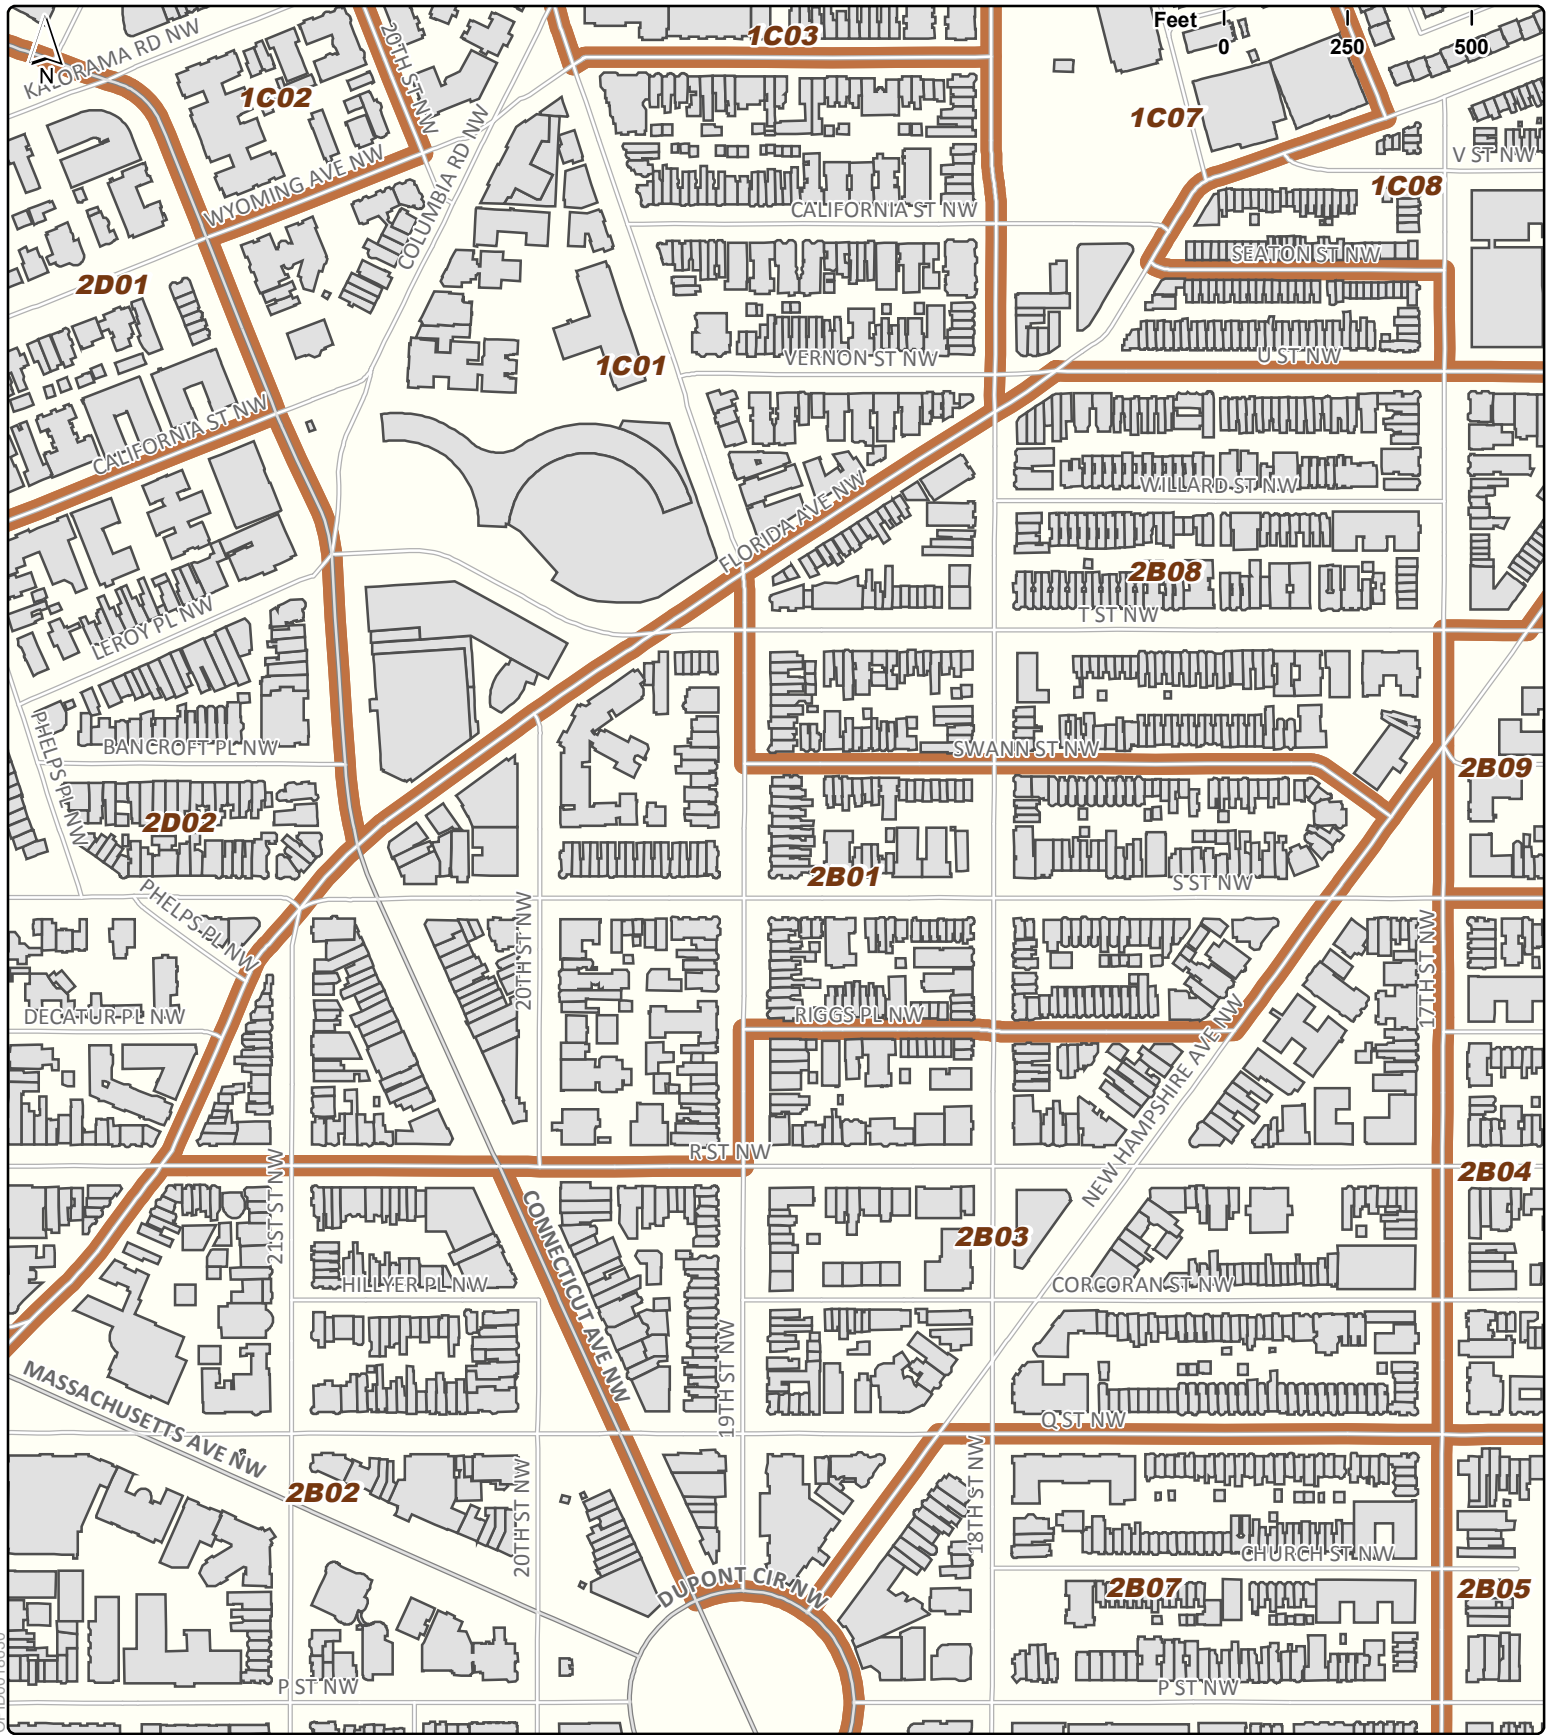 Feet
0 250 500
N
KALORAMA RD NW
20TH ST NW
1C03
1C02
1C07
V ST NW
WYOMING AVE NW
COLUMBIA RD NW
1C08
CALIFORNIA ST NW
SEATON ST NW
2D01
VERNON ST NW
U ST NW
1C01
CALIFORNIA ST NW
WILLARD ST NW
FLORIDA AVE NW
2B08
T ST NW
LEROY PL NW
PHELPS PL NW
BANCROFT PL NW
SWANN ST NW
2B09
2D02
2B01
S ST NW
PHELPS PL NW
20TH ST NW
17TH ST NW
DECATUR PL NW
RIGGS PL NW
NEW HAMPSHIRE AVE NW
R ST NW
21ST ST NW
2B04
CONNECTICUT AVE NW
2B03
HILLYER PL NW
CORCORAN ST NW
19TH ST NW
MASSACHUSETTS AVE NW
Q ST NW
2B02
20TH ST NW
18TH ST NW
CHURCH ST NW
DUPONT CIR NW
2B07
2B05
P ST NW
P ST NW